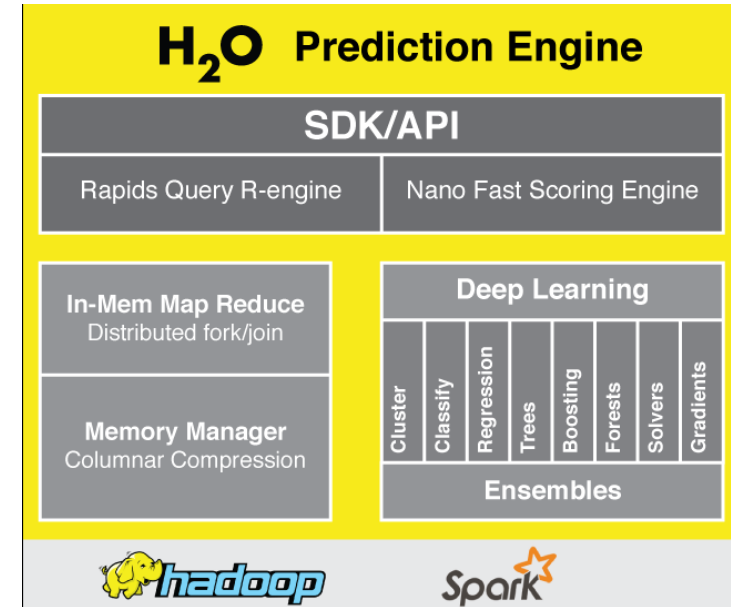 H2O Prediction Engine
SDK/API
Rapids Query R-engine
Nano Fast Scoring Engine
In-Mem Map Reduce
Distributed fork/join
Memory Manager
Columnar Compression
Deep Learning
Cluster
Classify
Regression
Trees
Boosting
Forests
Solvers
Gradients
Ensembles
hadoop
Spark